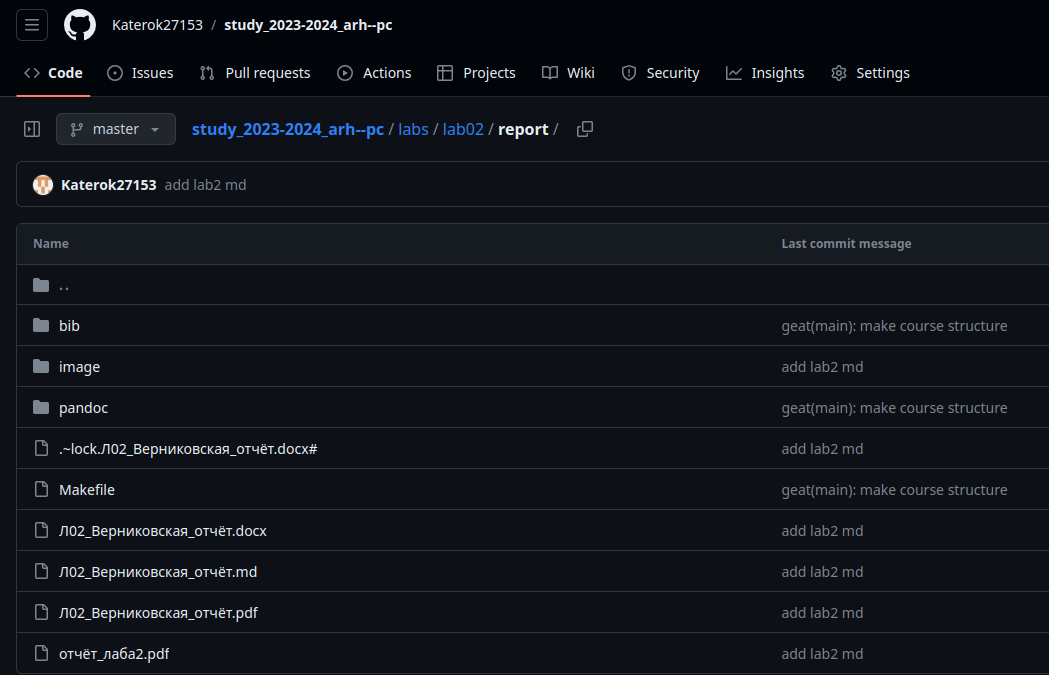 Katerok27153 / study_2023-2024_arh--pc
Code Issues Pull requests Actions Projects Wiki Security Insights Settings
master study_2023-2024_arh--pc / labs / lab02 / report /
Katerok27153 add lab2 md
Name Last commit message
..
bib geat(main): make course structure
image add lab2 md
pandoc geat(main): make course structure
.~lock.Л02_Верниковская_отчёт.docx# add lab2 md
Makefile geat(main): make course structure
Л02_Верниковская_отчёт.docx add lab2 md
Л02_Верниковская_отчёт.md add lab2 md
Л02_Верниковская_отчёт.pdf add lab2 md
отчёт_лаба2.pdf add lab2 md